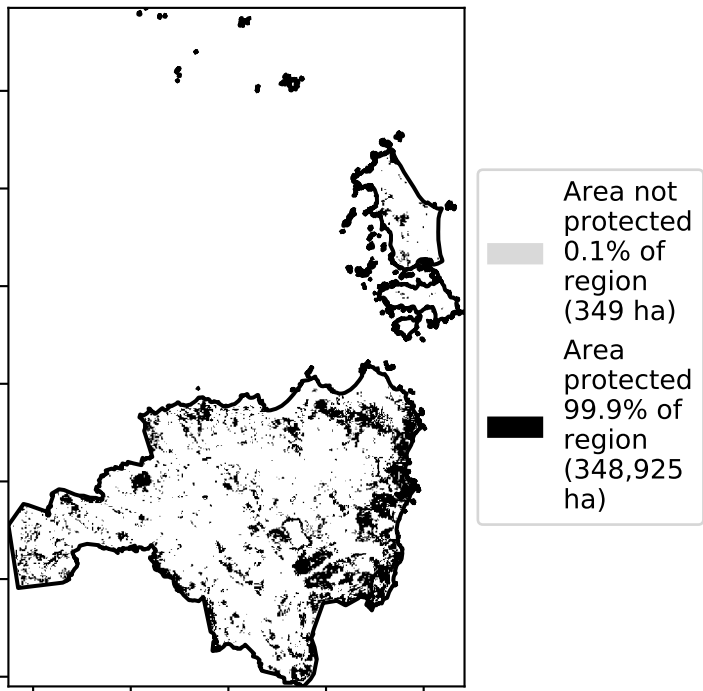 Area not
protected
0.1% of
region
(349 ha)
Area
protected
99.9% of
region
(348,925
ha)